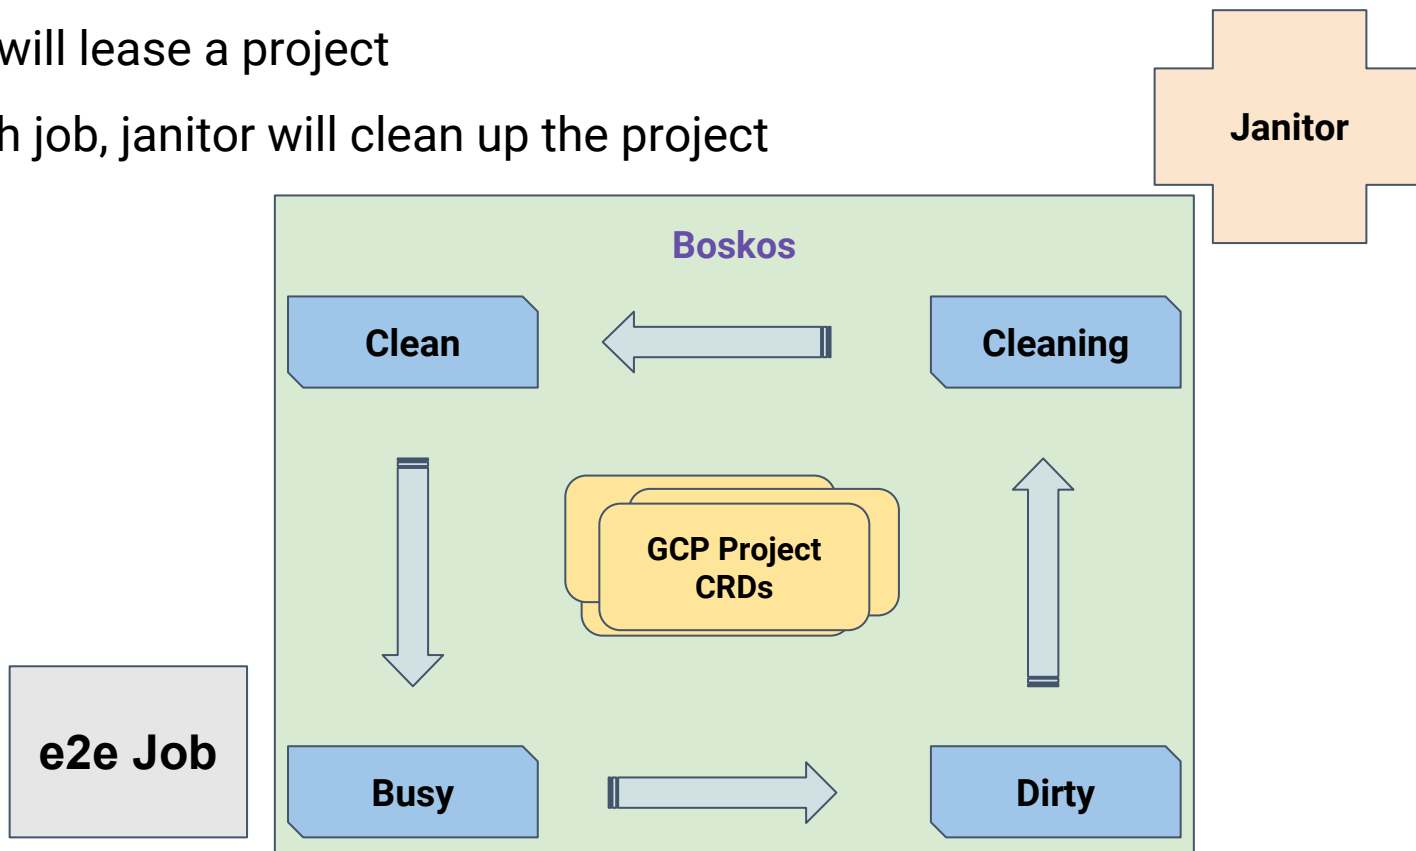 will lease a project
h job, janitor will clean up the project
Janitor
Boskos
Clean
Cleaning
GCP Project
CRDs
e2e Job
Busy
Dirty